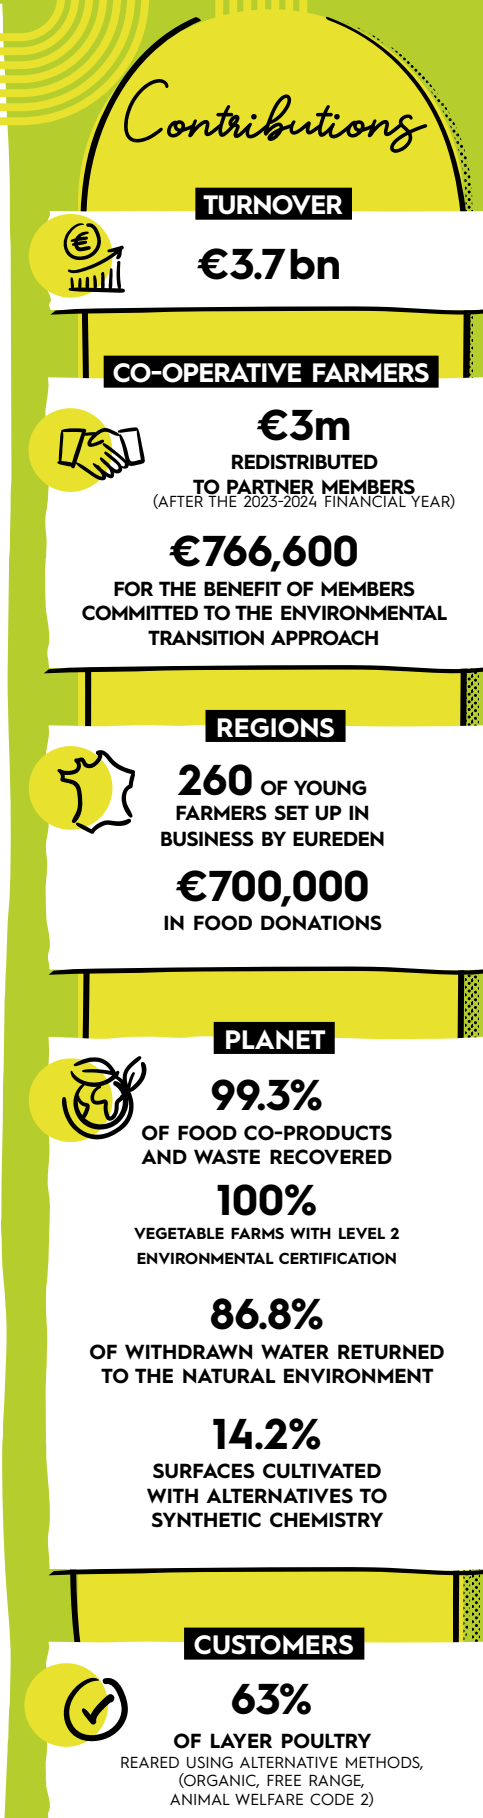 Contributions
TURNOVER
€3.7bn
CO-OPERATIVE FARMERS
€3m
REDISTRIBUTED
TO PARTNER MEMBERS
(AFTER THE 2023-2024 FINANCIAL YEAR)
€766,600
FOR THE BENEFIT OF MEMBERS
COMMITTED TO THE ENVIRONMENTAL
TRANSITION APPROACH
REGIONS
260 OF YOUNG
FARMERS SET UP IN
BUSINESS BY EUREDEN
€700,000
IN FOOD DONATIONS
PLANET
99.3%
OF FOOD CO-PRODUCTS
AND WASTE RECOVERED
100%
VEGETABLE FARMS WITH LEVEL 2
ENVIRONMENTAL CERTIFICATION
86.8%
OF WITHDRAWN WATER RETURNED
TO THE NATURAL ENVIRONMENT
14.2%
SURFACES CULTIVATED
WITH ALTERNATIVES TO
SYNTHETIC CHEMISTRY
CUSTOMERS
63%
OF LAYER POULTRY
REARED USING ALTERNATIVE METHODS,
(ORGANIC, FREE RANGE,
ANIMAL WELFARE CODE 2)